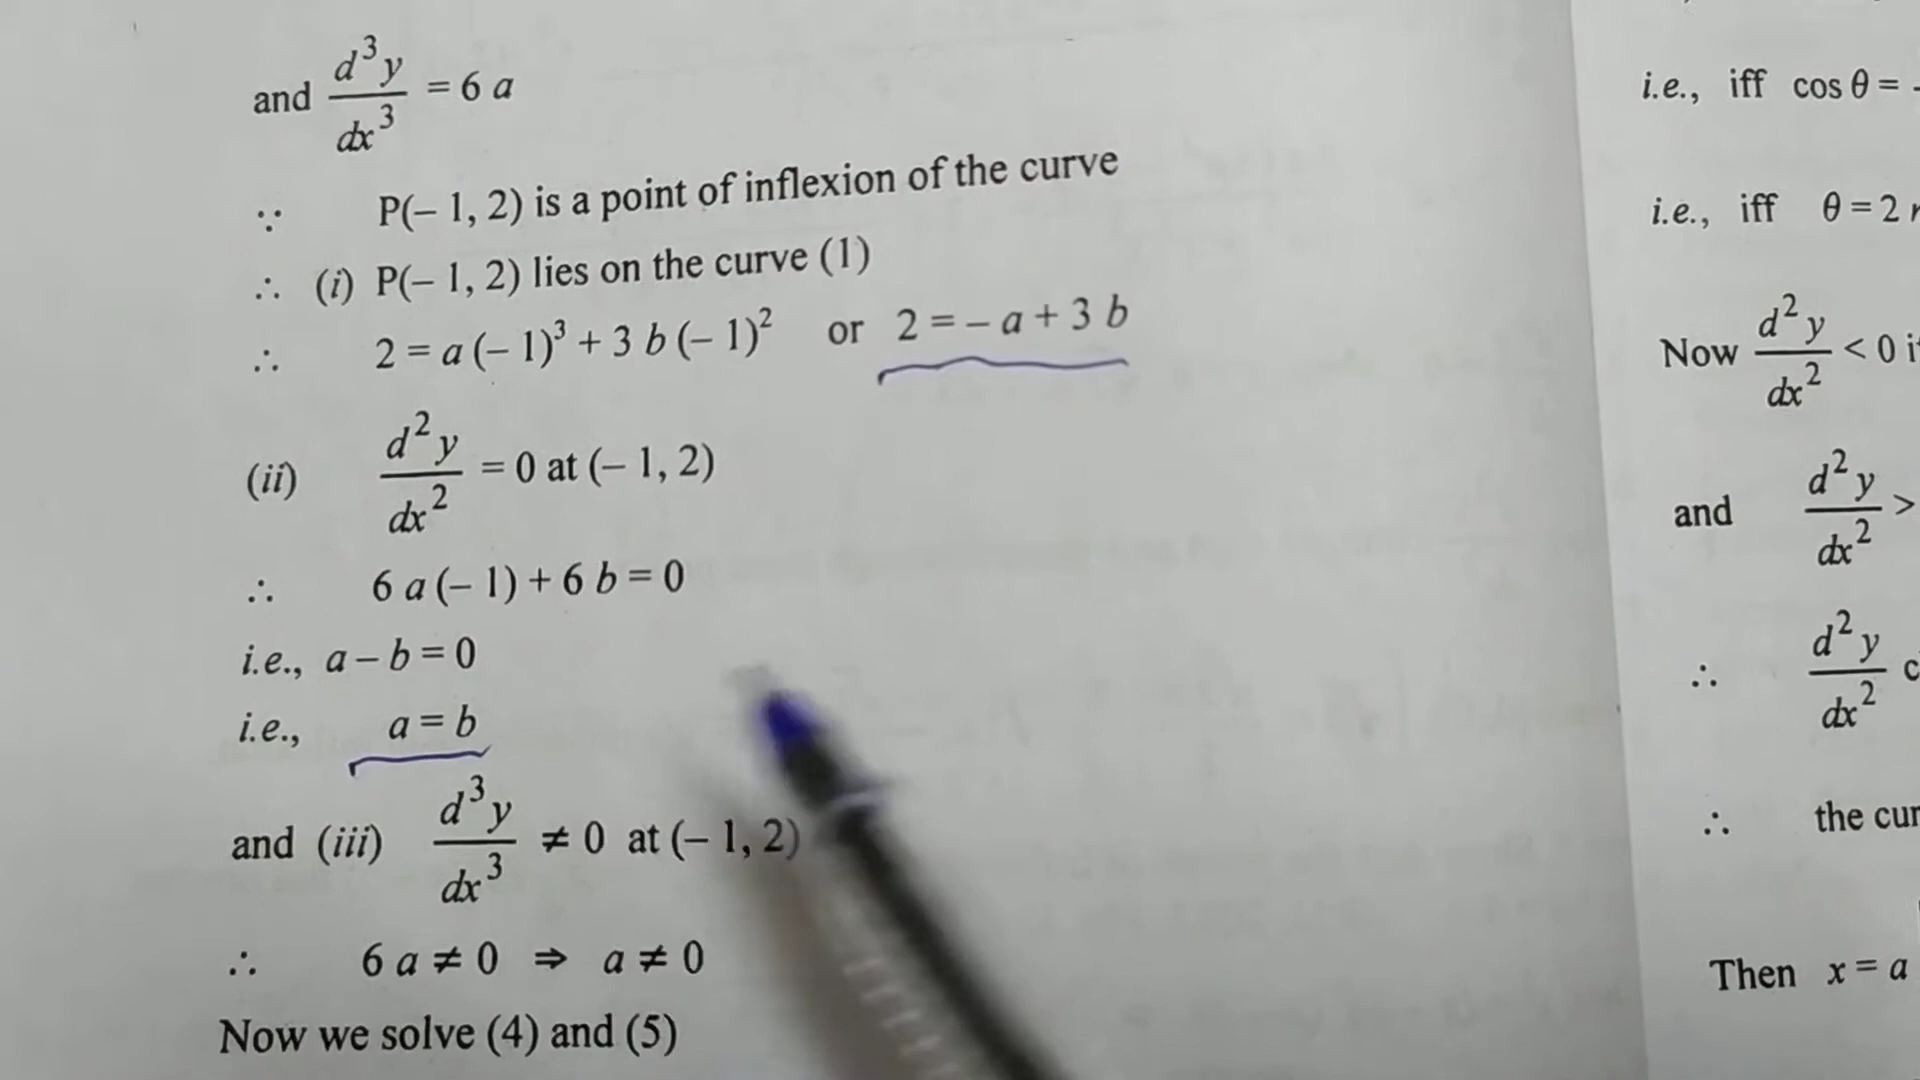 and d³y/dx³ = 6 a
∵ P(– 1, 2) is a point of inflexion of the curve
∴ (i) P(– 1, 2) lies on the curve (1)
∴ 2 = a (– 1)³ + 3 b (– 1)² or 2 = – a + 3 b
(ii) d²y/dx² = 0 at (– 1, 2)
∴ 6 a (– 1) + 6 b = 0
i.e., a – b = 0
i.e., a = b
and (iii) d³y/dx³ ≠ 0 at (– 1, 2)
∴ 6 a ≠ 0 ⇒ a ≠ 0
Now we solve (4) and (5)
i.e., iff cos θ =
i.e., iff θ = 2
Now d²y/dx² < 0
and d²y/dx² >
∴ d²y/dx²
∴ the
Then x = a